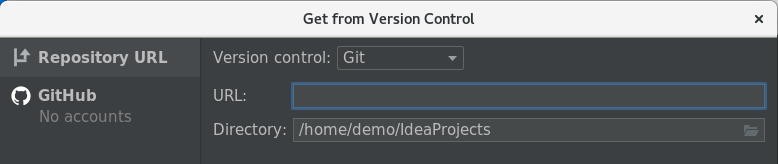 Get from Version Control
Repository URL
Version control: Git
GitHub
No accounts
URL:
Directory: /home/demo/IdeaProjects